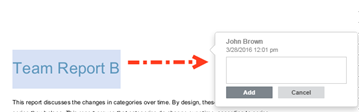 John Brown
3/28/2016 12:01 pm
Team Report B
Add Cancel
This report discusses the changes in categories over time. By design, these